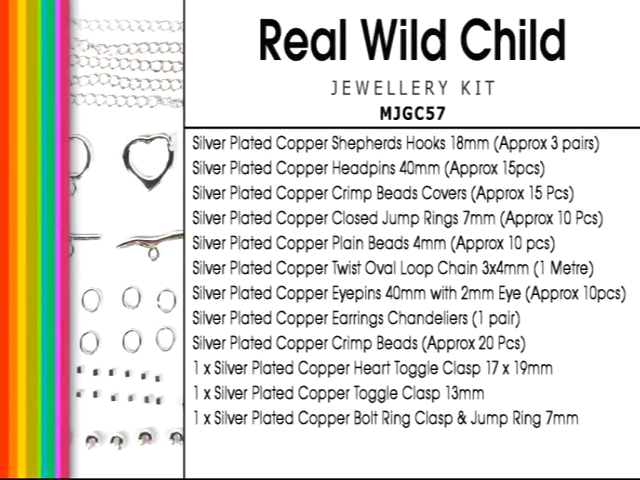 Real Wild Child
JEWELLERY KIT
MJGC57
Silver Plated Copper Shepherds Hooks 18mm (Approx 3 pairs)
Silver Plated Copper Headpins 40mm (Approx 15pcs)
Silver Plated Copper Crimp Beads Covers (Approx 15 Pcs)
Silver Plated Copper Closed Jump Rings 7mm (Approx 10 Pcs)
Silver Plated Copper Plain Beads 4mm (Approx 10 pcs)
Silver Plated Copper Twist Oval Loop Chain 3x4mm (1 Metre)
Silver Plated Copper Eyepins 40mm with 2mm Eye (Approx 10pcs)
Silver Plated Copper Earrings Chandeliers (1 pair)
Silver Plated Copper Crimp Beads (Approx 20 Pcs)
1 x Silver Plated Copper Heart Toggle Clasp 17 x 19mm
1 x Silver Plated Copper Toggle Clasp 13mm
1 x Silver Plated Copper Bolt Ring Clasp & Jump Ring 7mm